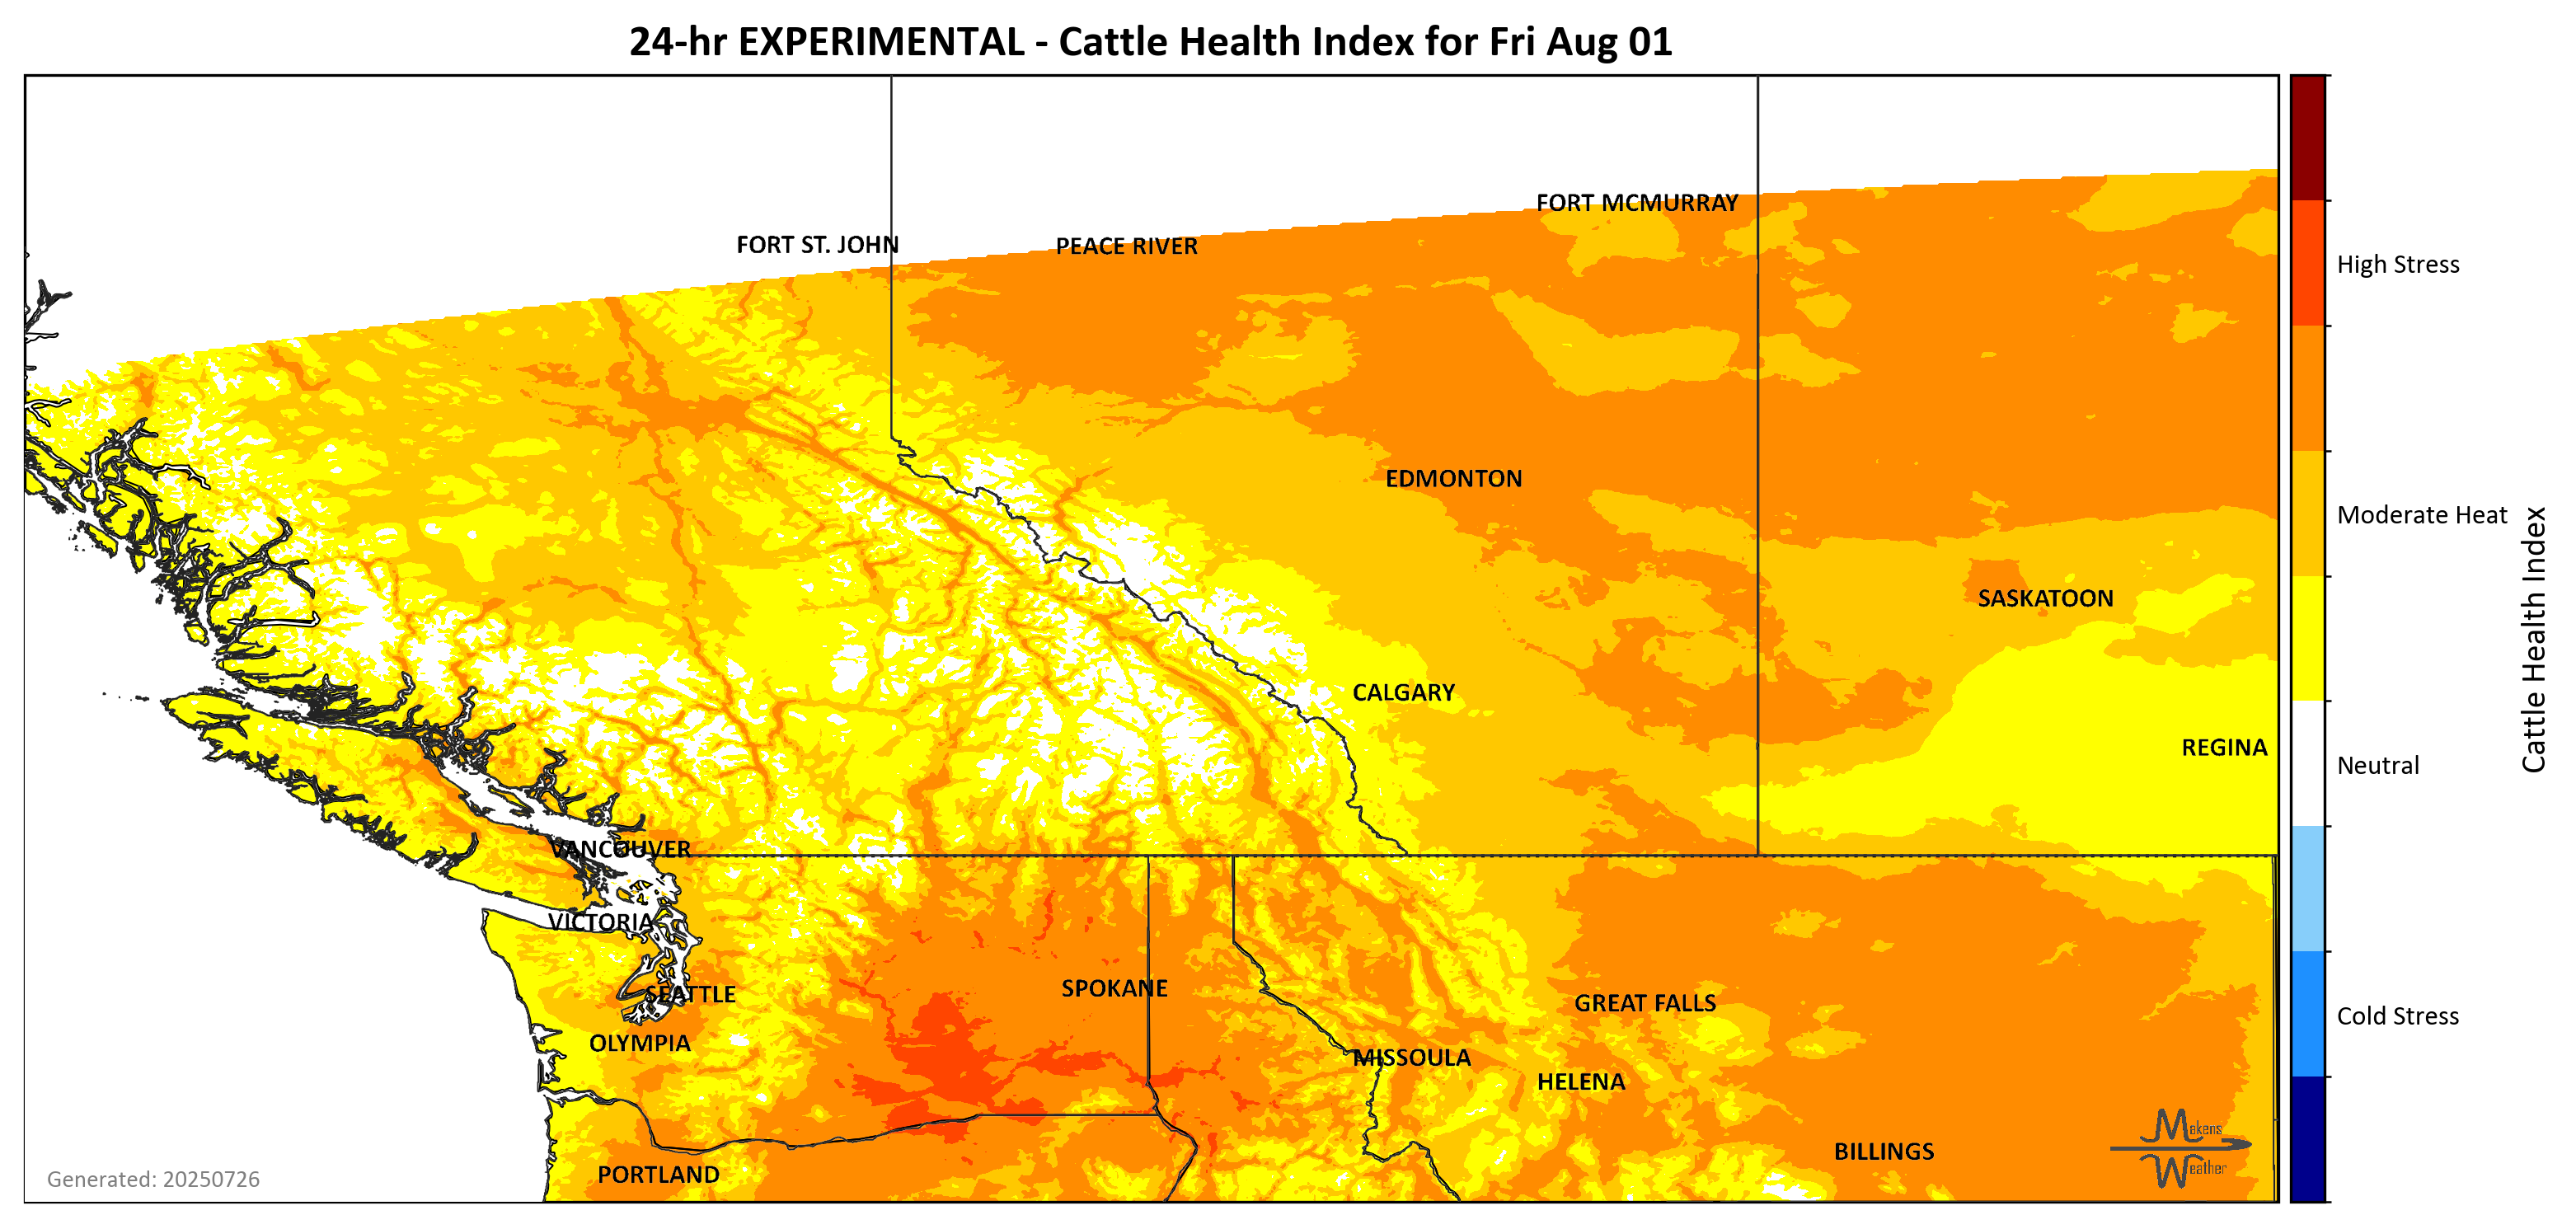 24-hr EXPERIMENTAL - Cattle Health Index for Fri Aug 01
FORT MCMURRAY
FORT ST. JOHN
PEACE RIVER
High Stress
EDMONTON
Moderate Heat
SASKATOON
Cattle Health Index
CALGARY
REGINA
Neutral
VANCOUVER
VICTORIA
SEATTLE
SPOKANE
GREAT FALLS
Cold Stress
OLYMPIA
MISSOULA
HELENA
Makens
Weather
BILLINGS
PORTLAND
Generated: 20250726